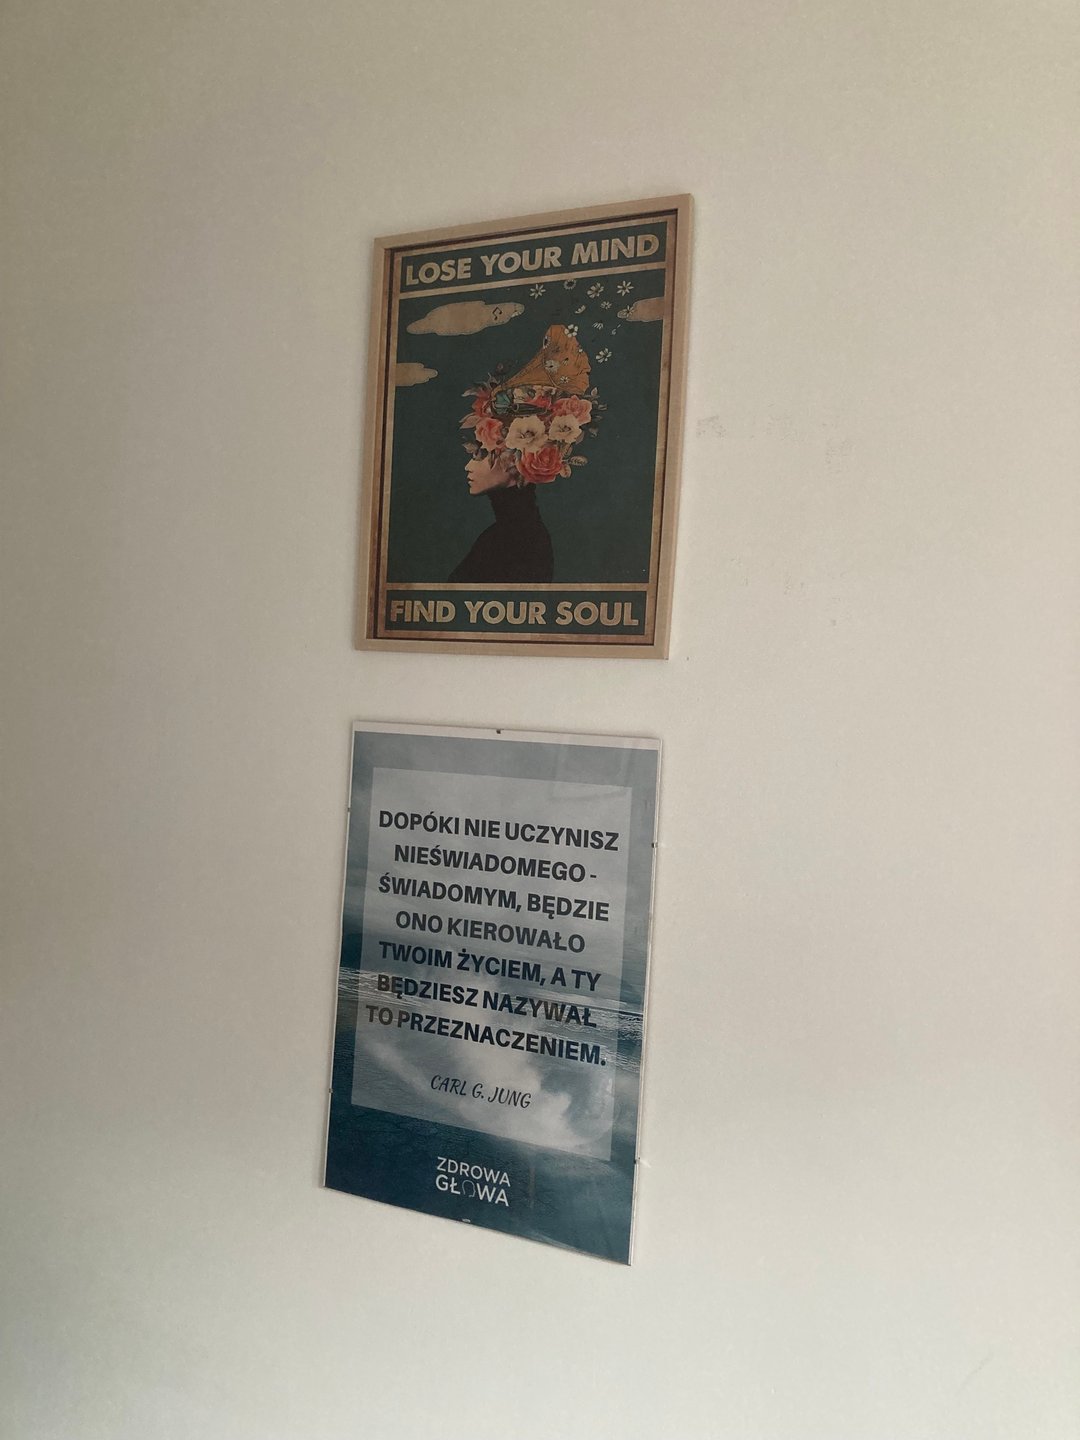 LOSE YOUR MIND
FIND YOUR SOUL
DOPÓKI NIE UCZYNISZ
NIEŚWIADOMEGO -
ŚWIADOMYM, BĘDZIE
ONO KIEROWAŁO
TWOIM ŻYCIEM, A TY
BĘDZIESZ NAZYWAŁ
TO PRZEZNACZENIEM.
CARL G. JUNG
ZDROWA
GŁOWA